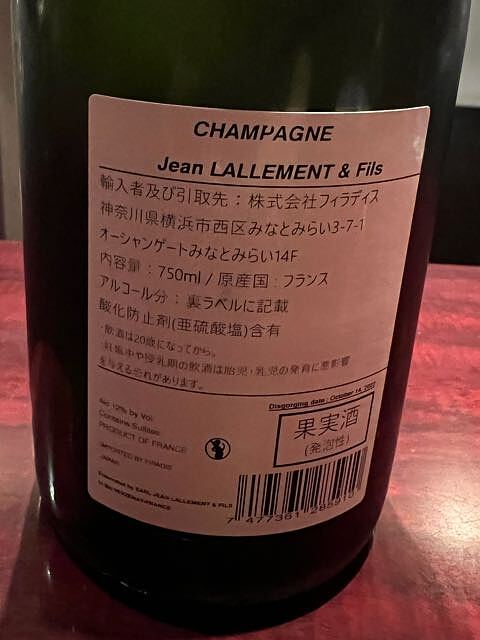 CHAMPAGNE
Jean LALLEMENT & Fils
輸入者及び引取先：株式会社フィラディス
神奈川県横浜市西区みなとみらい3-7-1
オーシャンゲートみなとみらい14F
内容量：750ml / 原産国：フランス
アルコール分：裏ラベルに記載
酸化防止剤(亜硫酸塩)含有
・飲酒は20歳になってから。
・妊娠中や授乳期の飲酒は胎児・乳児の発育に悪影響
を与える恐れがあります。
Disgorging date : October 14,
Alc 12% by Vol.
Contains Sulfites
PRODUCT OF FRANCE
果実酒
(発泡性)
IMPORTED BY FIRADIS
JAPAN
EARL JEAN LALLEMENT & FILS